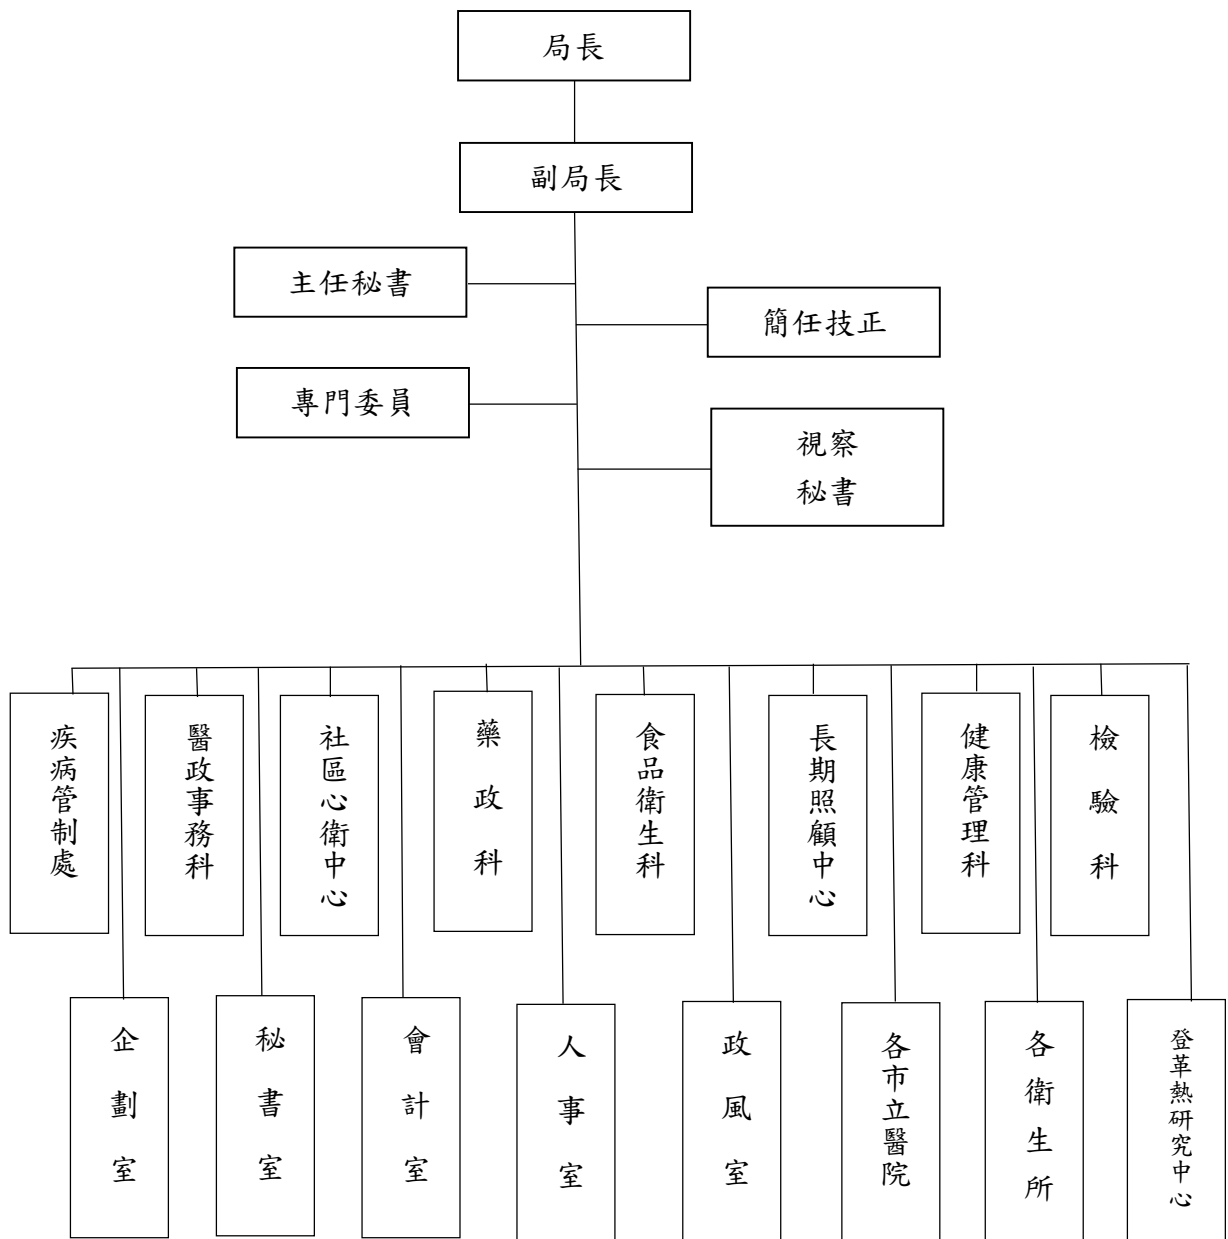 局長
副局長
主任秘書
簡任技正
專門委員
視察
秘書
疾病管制處
醫政事務科
社區心衛中心
藥政科
食品衛生科
長期照顧中心
健康管理科
檢驗科
企劃室
秘書室
會計室
人事室
政風室
各市立醫院
各衛生所
登革熱研究中心